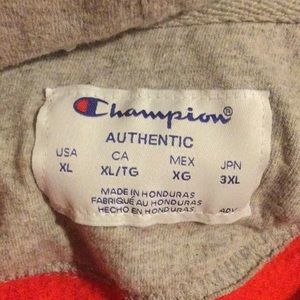 Champion®
AUTHENTIC
USA CA MEX JPN
XL XL/TG XG 3XL
MADE IN HONDURAS
FABRIQUÉ AU HONDURAS
HECHO EN HONDURAS